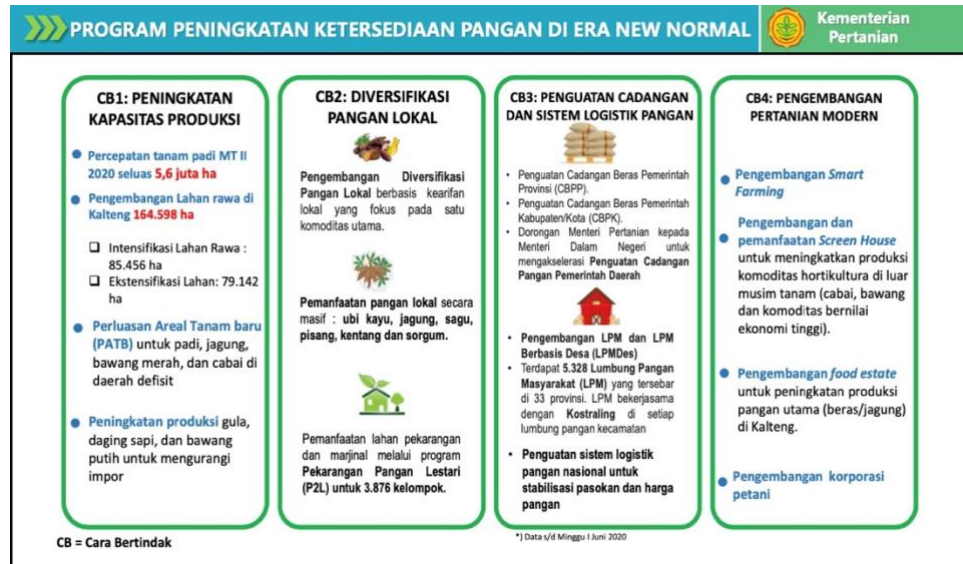 PROGRAM PENINGKATAN KETERSEDIAAN PANGAN DI ERA NEW NORMAL
Kementerian
Pertanian
CB1: PENINGKATAN
KAPASITAS PRODUKSI
Percepatan tanam padi MT II
2020 seluas 5,6 juta ha
Pengembangan Lahan rawa di
Kalteng 164.598 ha
Intensifikasi Lahan Rawa :
85.456 ha
Ekstensifikasi Lahan: 79.142
ha
Perluasan Areal Tanam baru
(PATB) untuk padi, jagung,
bawang merah, dan cabai di
daerah defisit
Peningkatan produksi gula,
daging sapi, dan bawang
putih untuk mengurangi
impor
CB2: DIVERSIFIKASI
PANGAN LOKAL
Pengembangan Diversifikasi
Pangan Lokal berbasis kearifan
lokal yang fokus pada satu
komoditas utama.
Pemanfaatan pangan lokal secara
masif : ubi kayu, jagung, sagu,
pisang, kentang dan sorgum.
Pemanfaatan lahan pekarangan
dan marjinal melalui program
Pekarangan Pangan Lestari
(P2L) untuk 3.876 kelompok.
CB3: PENGUATAN CADANGAN
DAN SISTEM LOGISTIK PANGAN
• Penguatan Cadangan Beras Pemerintah
Provinsi (CBPP).
• Penguatan Cadangan Beras Pemerintah
Kabupaten/Kota (CBPK).
• Dorongan Menteri Pertanian kepada
Menteri Dalam Negeri untuk
mengakselerasi Penguatan Cadangan
Pangan Pemerintah Daerah
• Pengembangan LPM dan LPM
Berbasis Desa (LPMDes)
• Terdapat 5.328 Lumbung Pangan
Masyarakat (LPM) yang tersebar
di 33 provinsi. LPM bekerjasama
dengan Kostraling di setiap
lumbung pangan kecamatan
• Penguatan sistem logistik
pangan nasional untuk
stabilisasi pasokan dan harga
pangan
CB4: PENGEMBANGAN
PERTANIAN MODERN
Pengembangan Smart
Farming
Pengembangan dan
pemanfaatan Screen House
untuk meningkatkan produksi
komoditas hortikultura di luar
musim tanam (cabai, bawang
dan komoditas bernilai
ekonomi tinggi).
Pengembangan food estate
untuk peningkatan produksi
pangan utama (beras/jagung)
di Kalteng.
Pengembangan korporasi
petani
CB = Cara Bertindak
*) Data s/d Minggu I Juni 2020